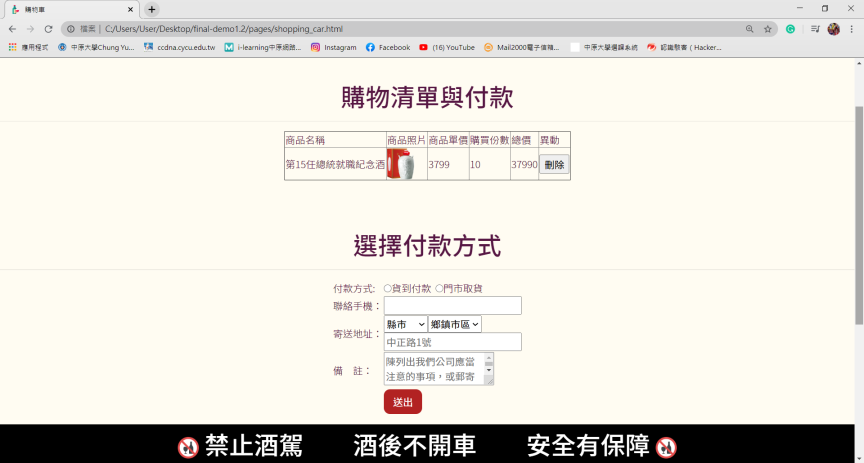 購物車
檔案 | C:/Users/User/Desktop/final-demo1.2/pages/shopping_car.html
應用程式 中原大學Chung Yu... ccdna.cycu.edu.tw i-learning中原網路... Instagram Facebook (16) YouTube Mail2000電子信箱... 中原大學選課系統 認識駭客 ( Hacker...
購物清單與付款
商品名稱 商品照片 商品單價 購買份數 總價 異動
第15任總統就職紀念酒 3799 10 37990 刪除
選擇付款方式
付款方式: 貨到付款 門市取貨
聯絡手機：
寄送地址： 縣市 鄉鎮市區
中正路1號
備 註： 陳列出我們公司應當
注意的事項，或郵寄
送出
禁止酒駕 酒後不開車 安全有保障